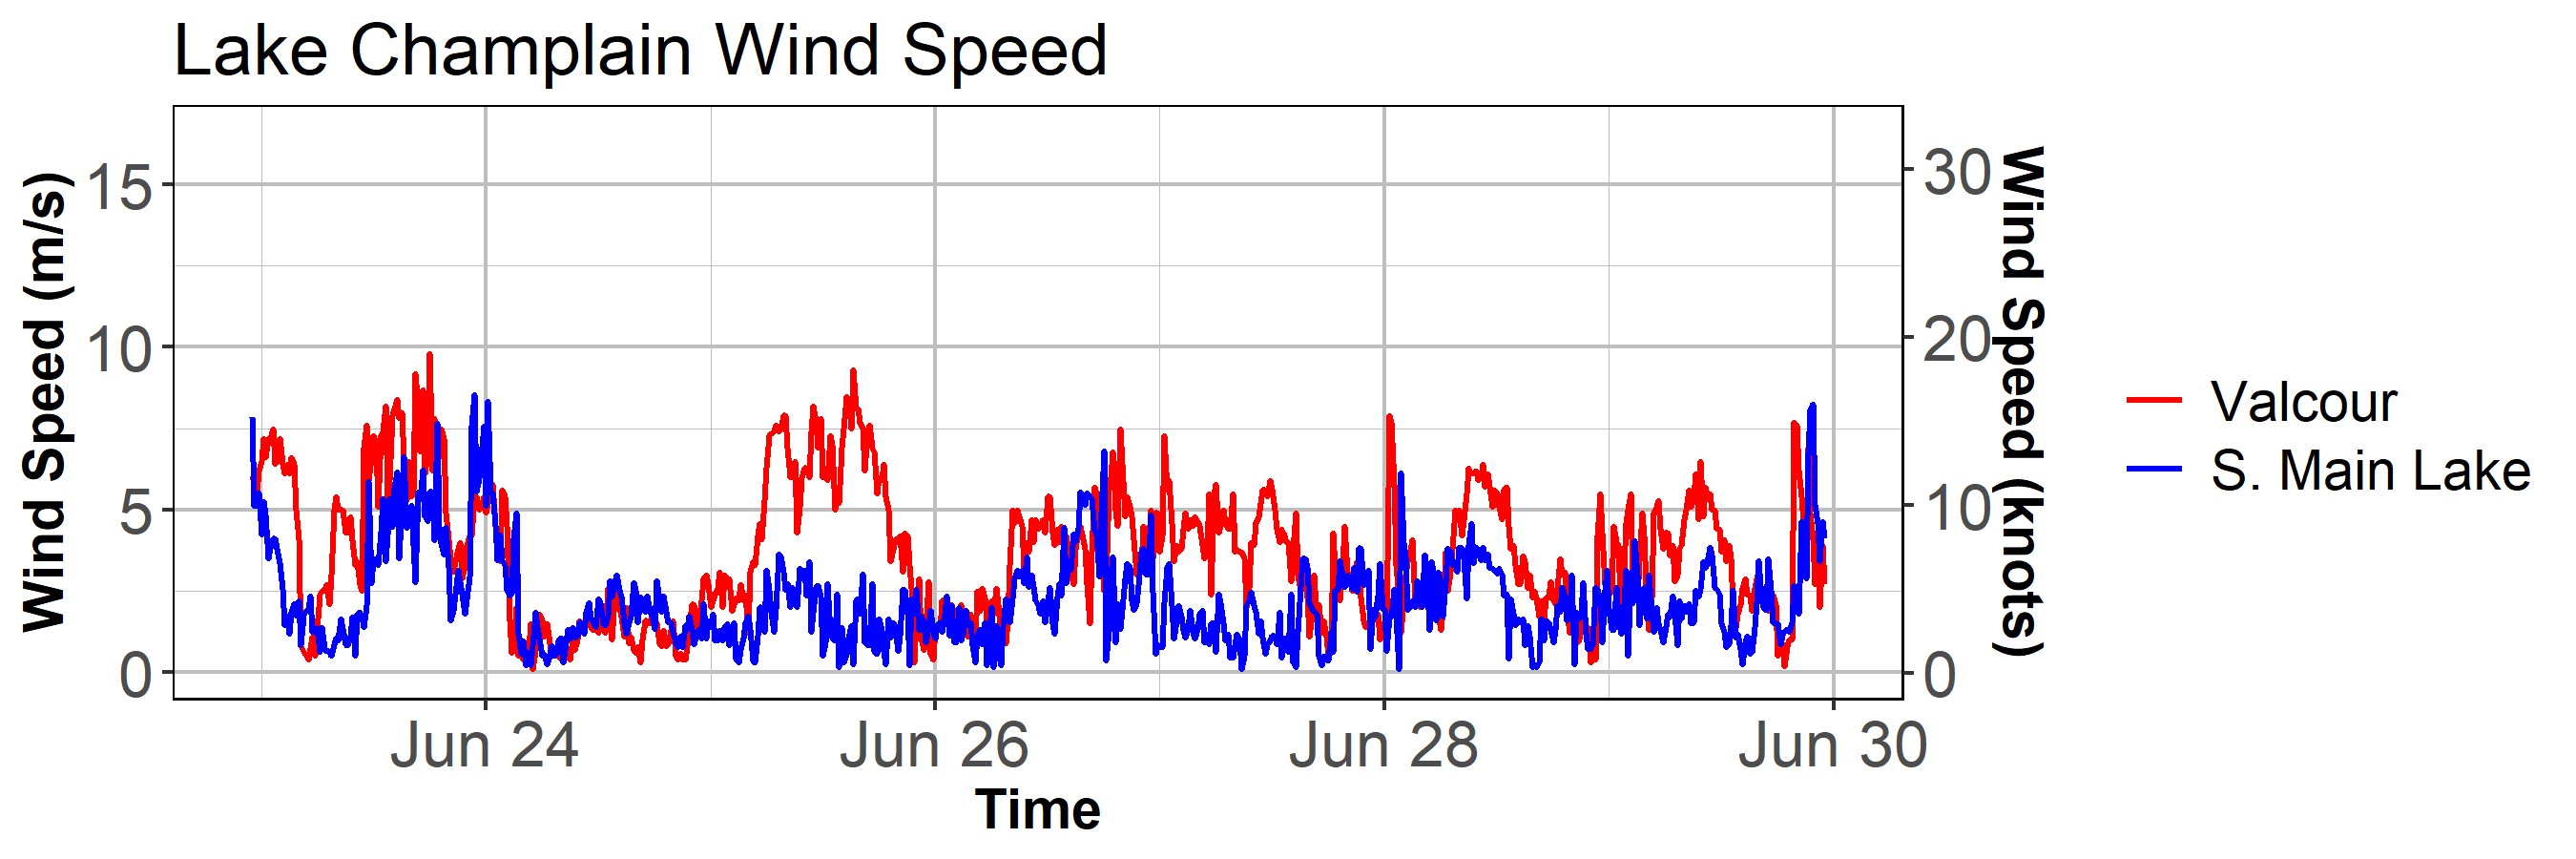 Lake Champlain Wind Speed
Wind Speed (m/s)
15
10
5
0
30
20
10
0
Wind Speed (knots)
Jun 24
Jun 26
Jun 28
Jun 30
Time
Valcour
S. Main Lake